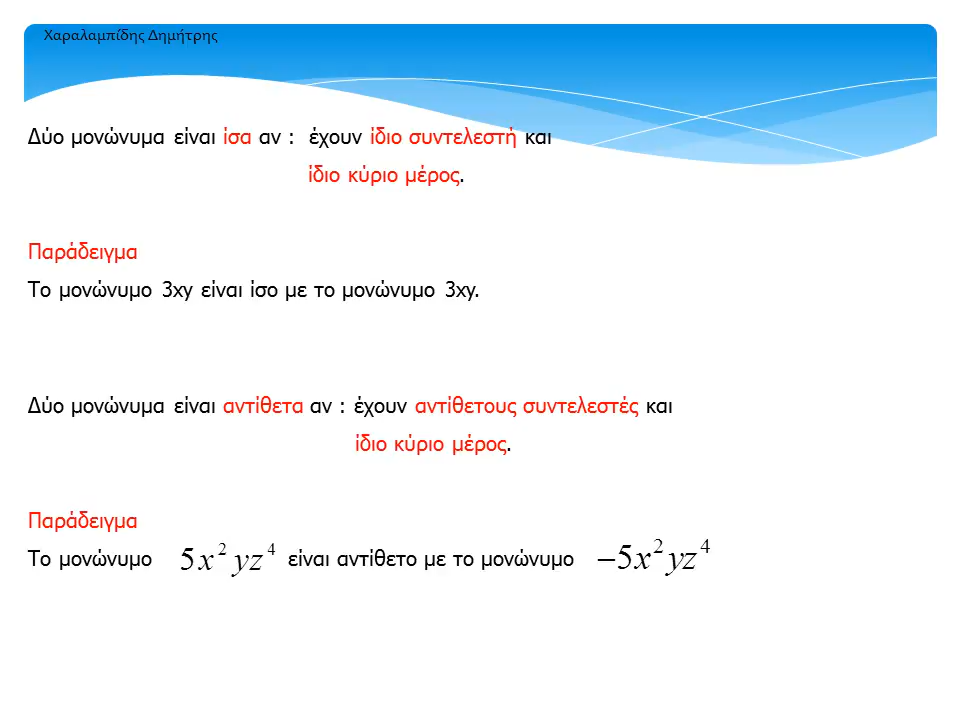 Χαραλαμπίδης Δημήτρης
Δύο μονώνυμα είναι ίσα αν : έχουν ίδιο συντελεστή και
ίδιο κύριο μέρος.
Παράδειγμα
Το μονώνυμο 3xy είναι ίσο με το μονώνυμο 3xy.
Δύο μονώνυμα είναι αντίθετα αν : έχουν αντίθετους συντελεστές και
ίδιο κύριο μέρος.
Παράδειγμα
Το μονώνυμο 5x²yz⁴ είναι αντίθετο με το μονώνυμο −5x²yz⁴